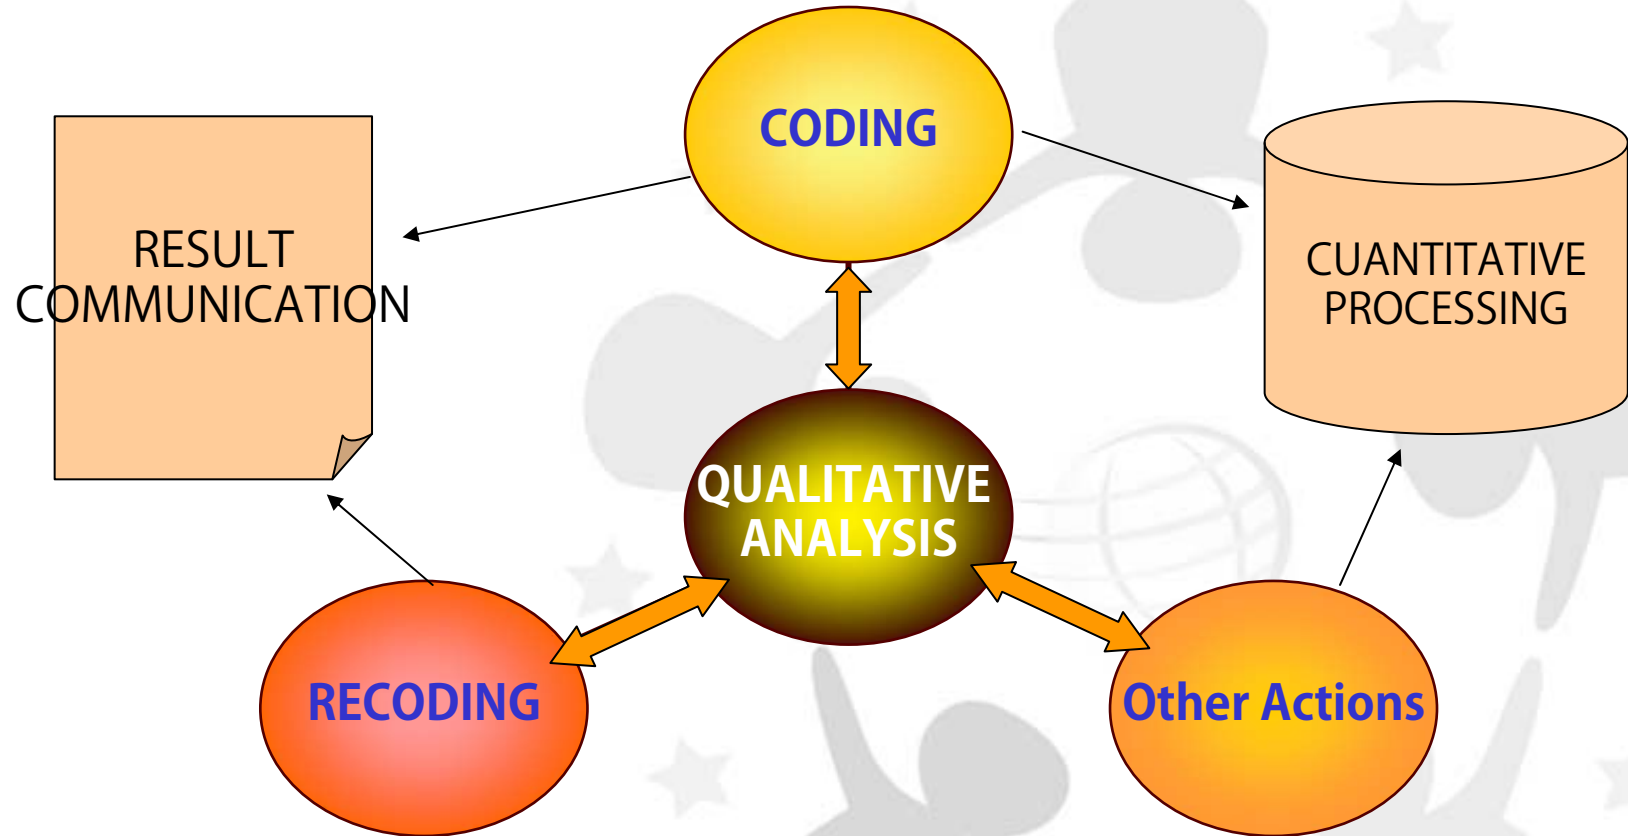 CODING
RESULT
COMMUNICATION
CUANTITATIVE
PROCESSING
QUALITATIVE
ANALYSIS
RECODING
Other Actions